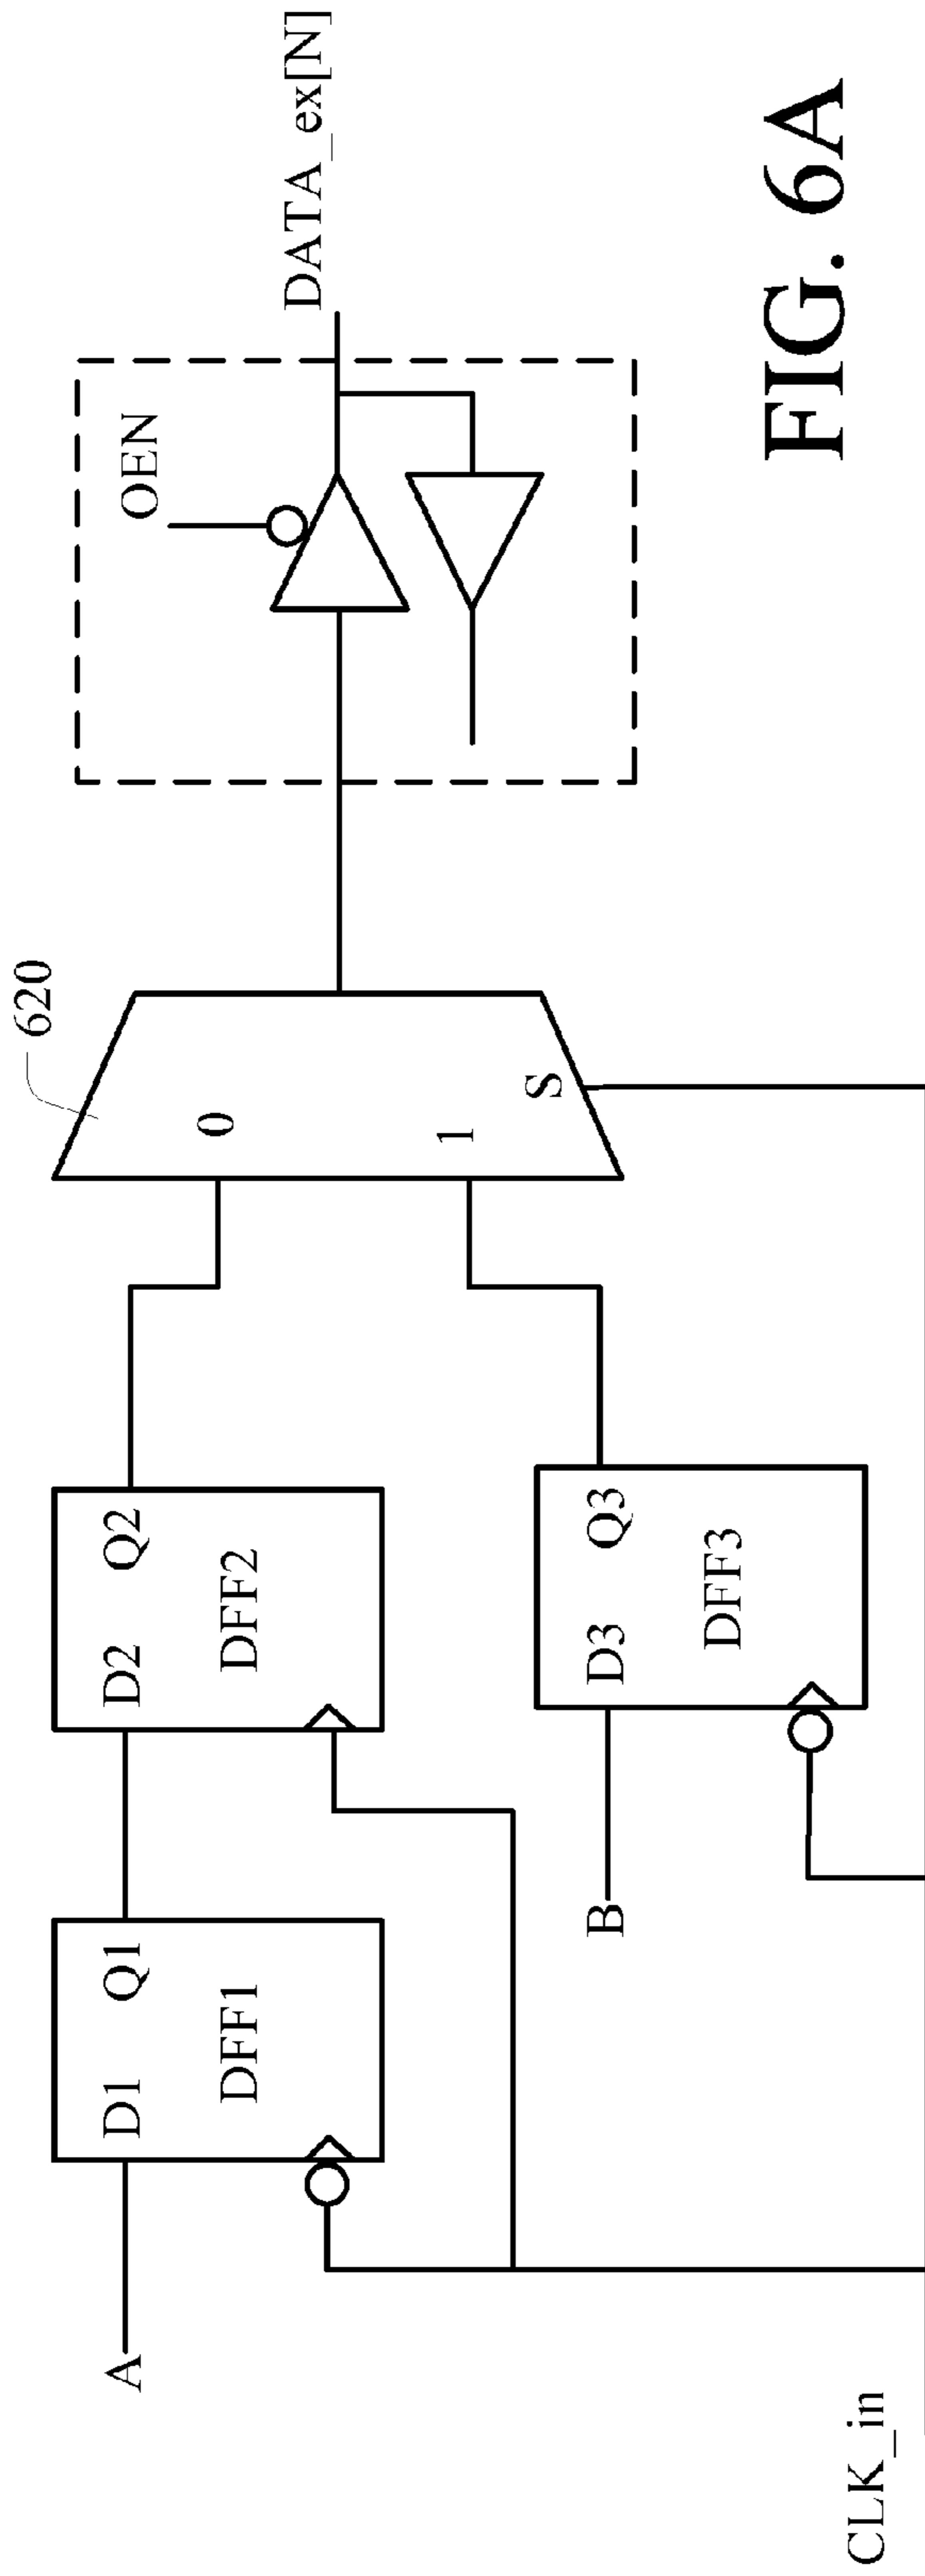 620
OEN
DATA_ex[N]
A
D1 Q1
DFF1
D2 Q2
DFF2
0
1
S
B
D3 Q3
DFF3
CLK_in
FIG. 6A